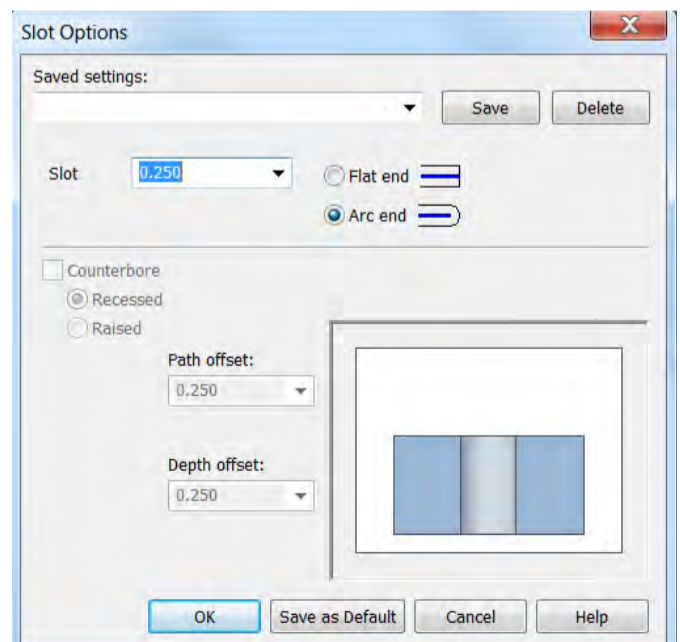 Slot Options
X
Saved settings:
Save
Delete
Slot
0.250
Flat end
Arc end
Counterbore
Recessed
Raised
Path offset:
0.250
Depth offset:
0.250
OK
Save as Default
Cancel
Help